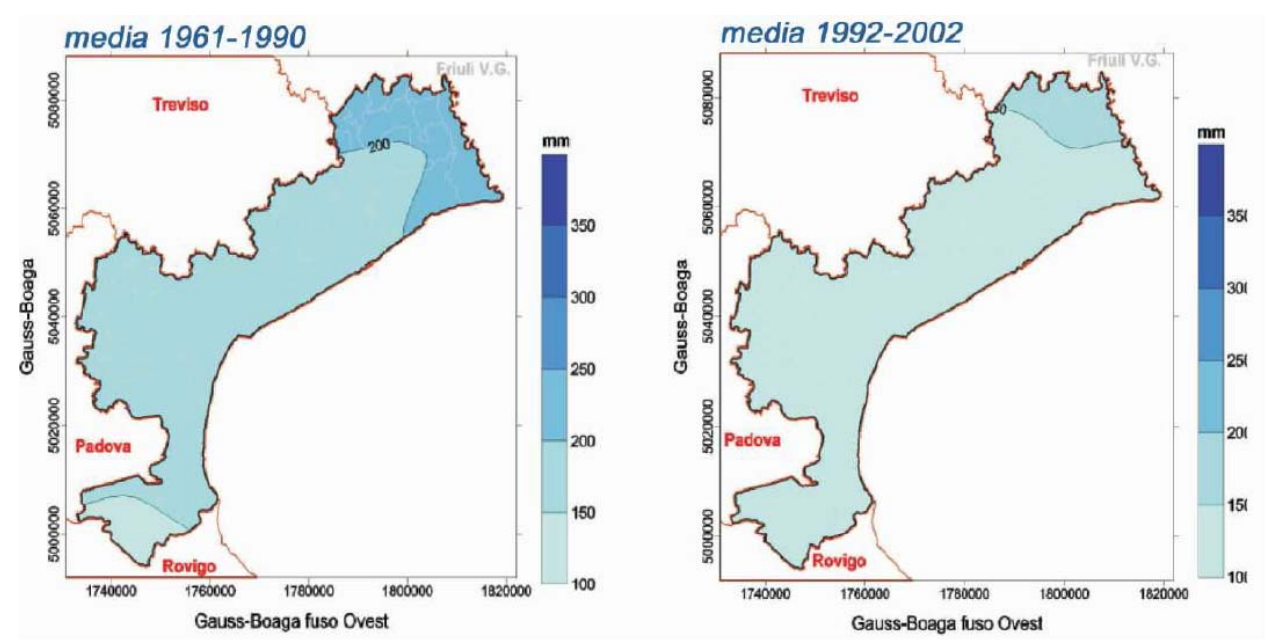 media 1961-1990
Friuli V.G.
Treviso
200
Padova
Rovigo
5080000
5060000
5040000
5020000
5000000
Gauss-Boaga
1740000
1760000
1780000
1800000
1820000
Gauss-Boaga fuso Ovest
mm
350
300
250
200
150
100
media 1992-2002
Friuli V.G.
Treviso
Padova
Rovigo
5080000
5060000
5040000
5020000
5000000
Gauss-Boaga
1740000
1760000
1780000
1800000
1820000
Gauss-Boaga fuso Ovest
mm